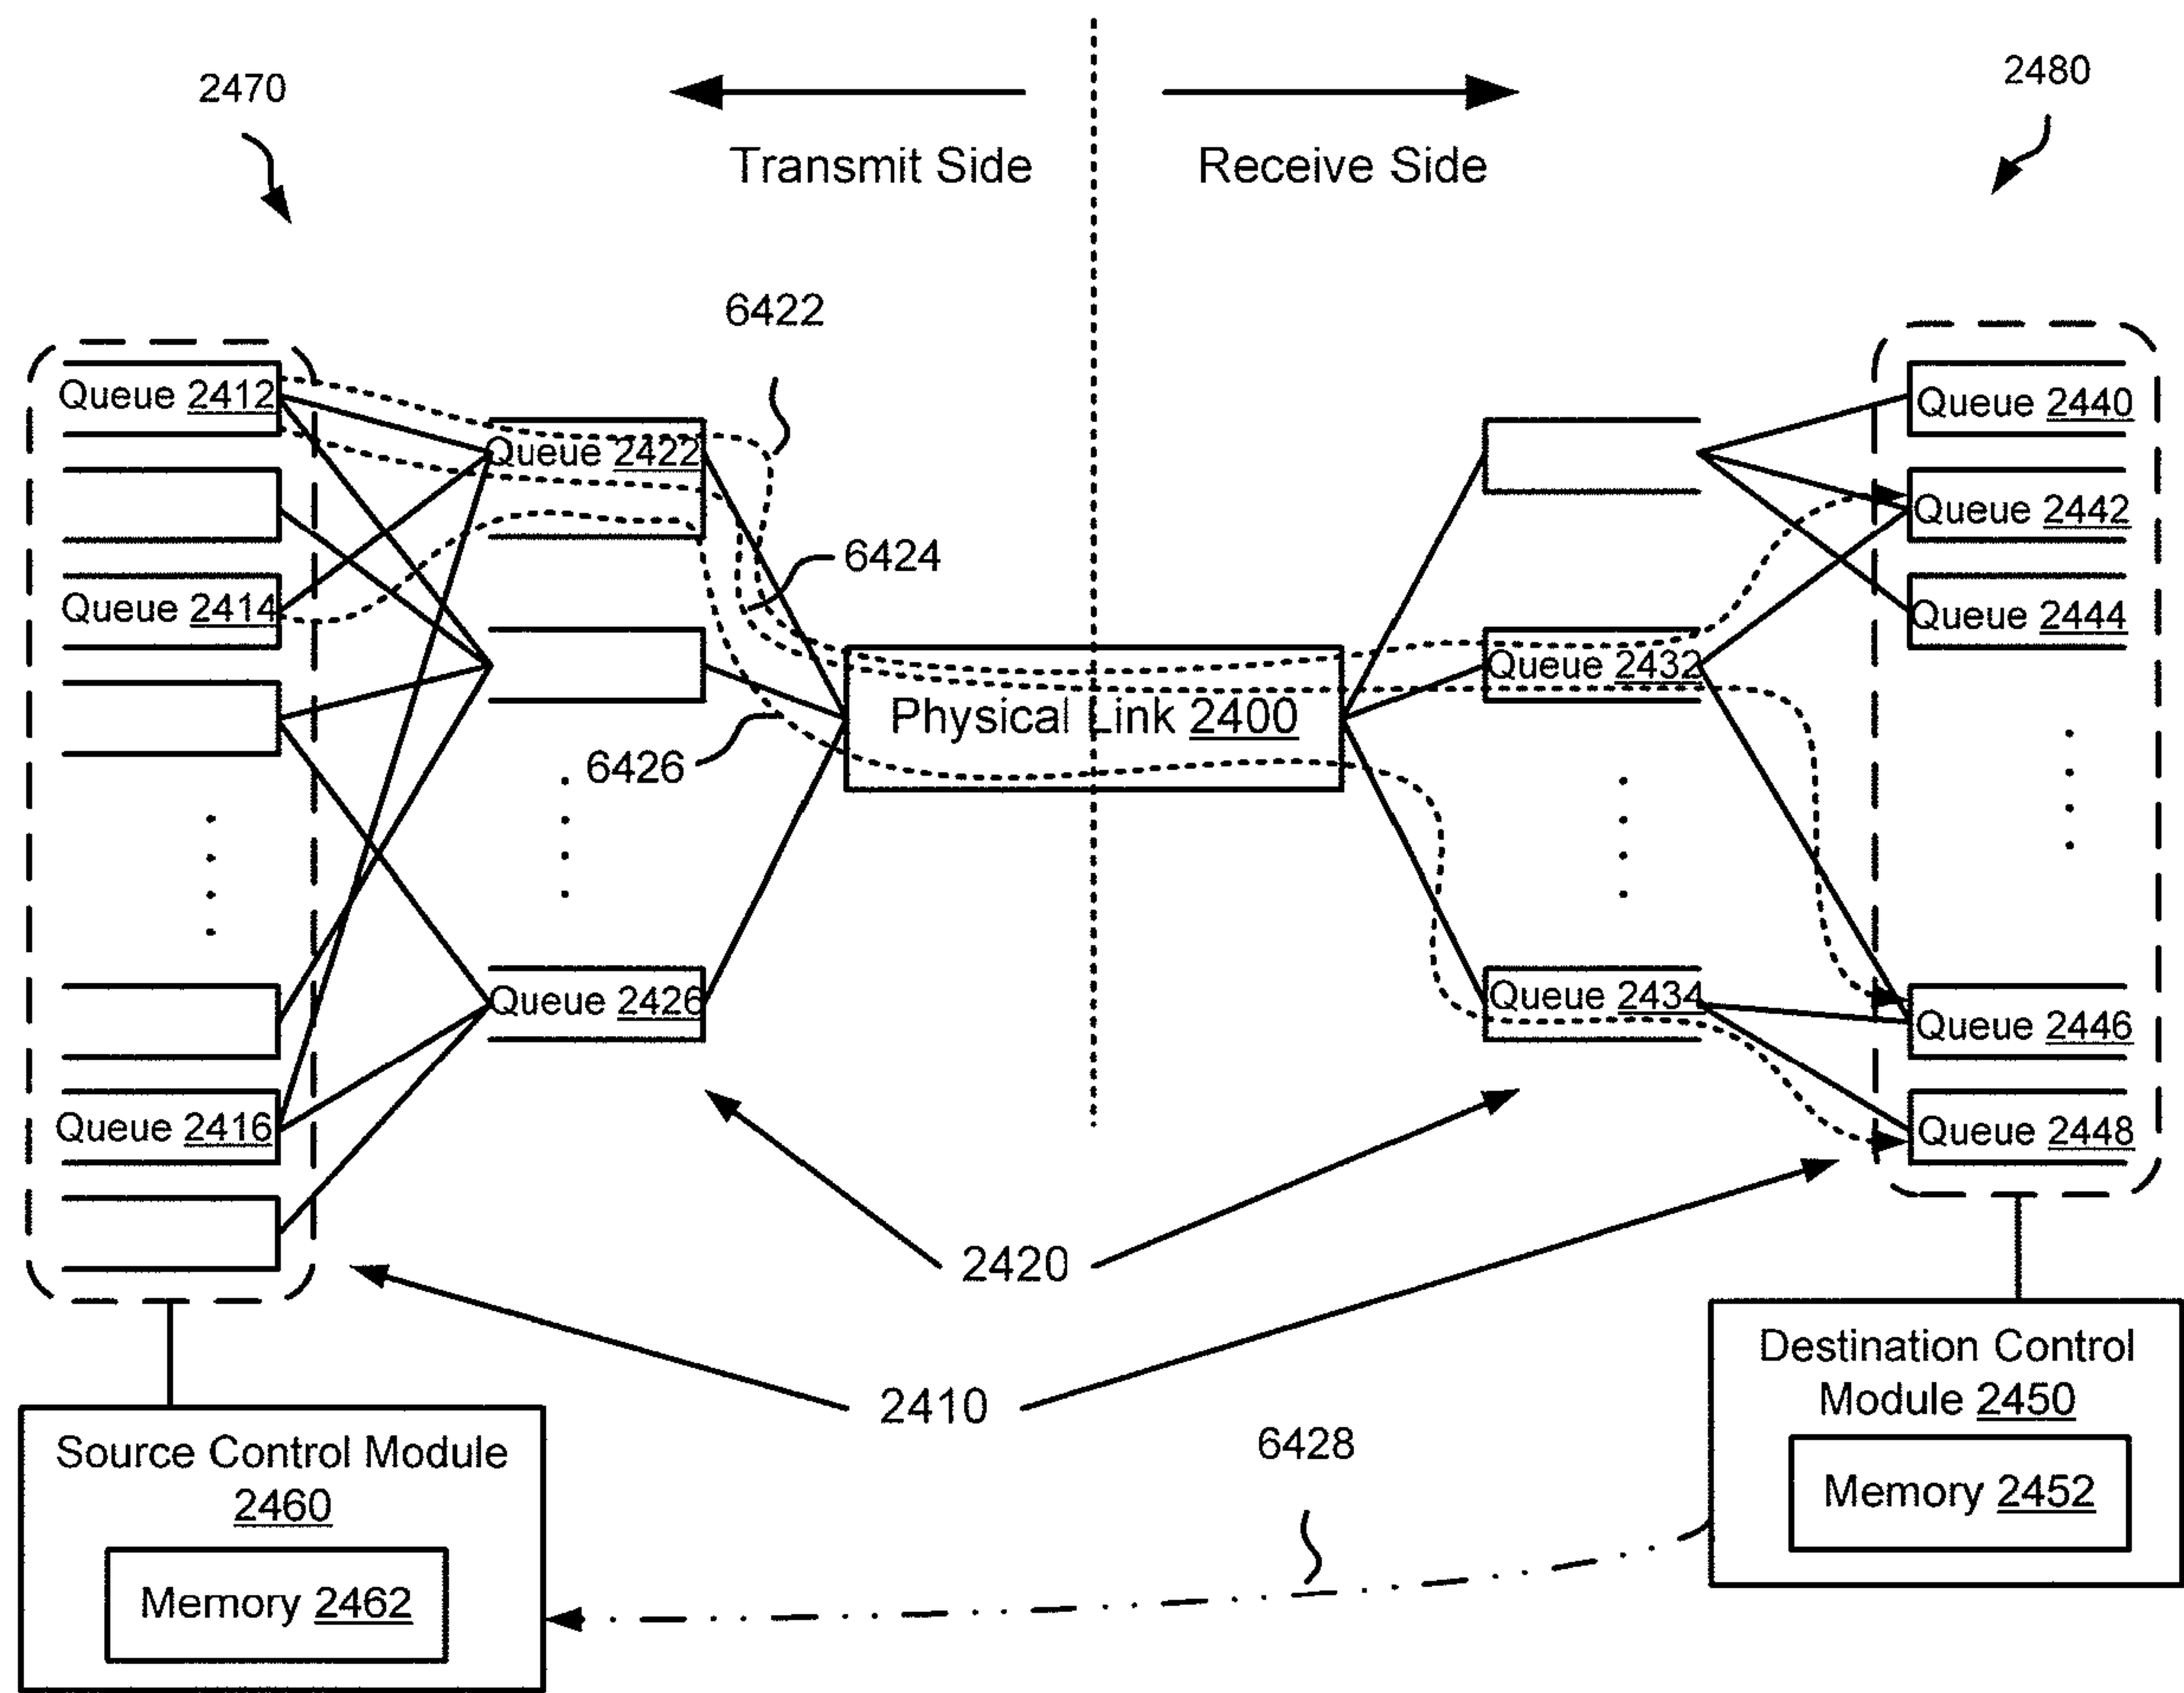 2470
2480
Transmit Side
Receive Side
6422
Queue 2412
Queue 2440
Queue 2422
Queue 2442
6424
Queue 2414
Queue 2444
Queue 2432
Physical Link 2400
6426
Queue 2426
Queue 2434
Queue 2446
Queue 2416
Queue 2448
2420
Destination Control
Module 2450
2410
6428
Source Control Module
2460
Memory 2452
Memory 2462